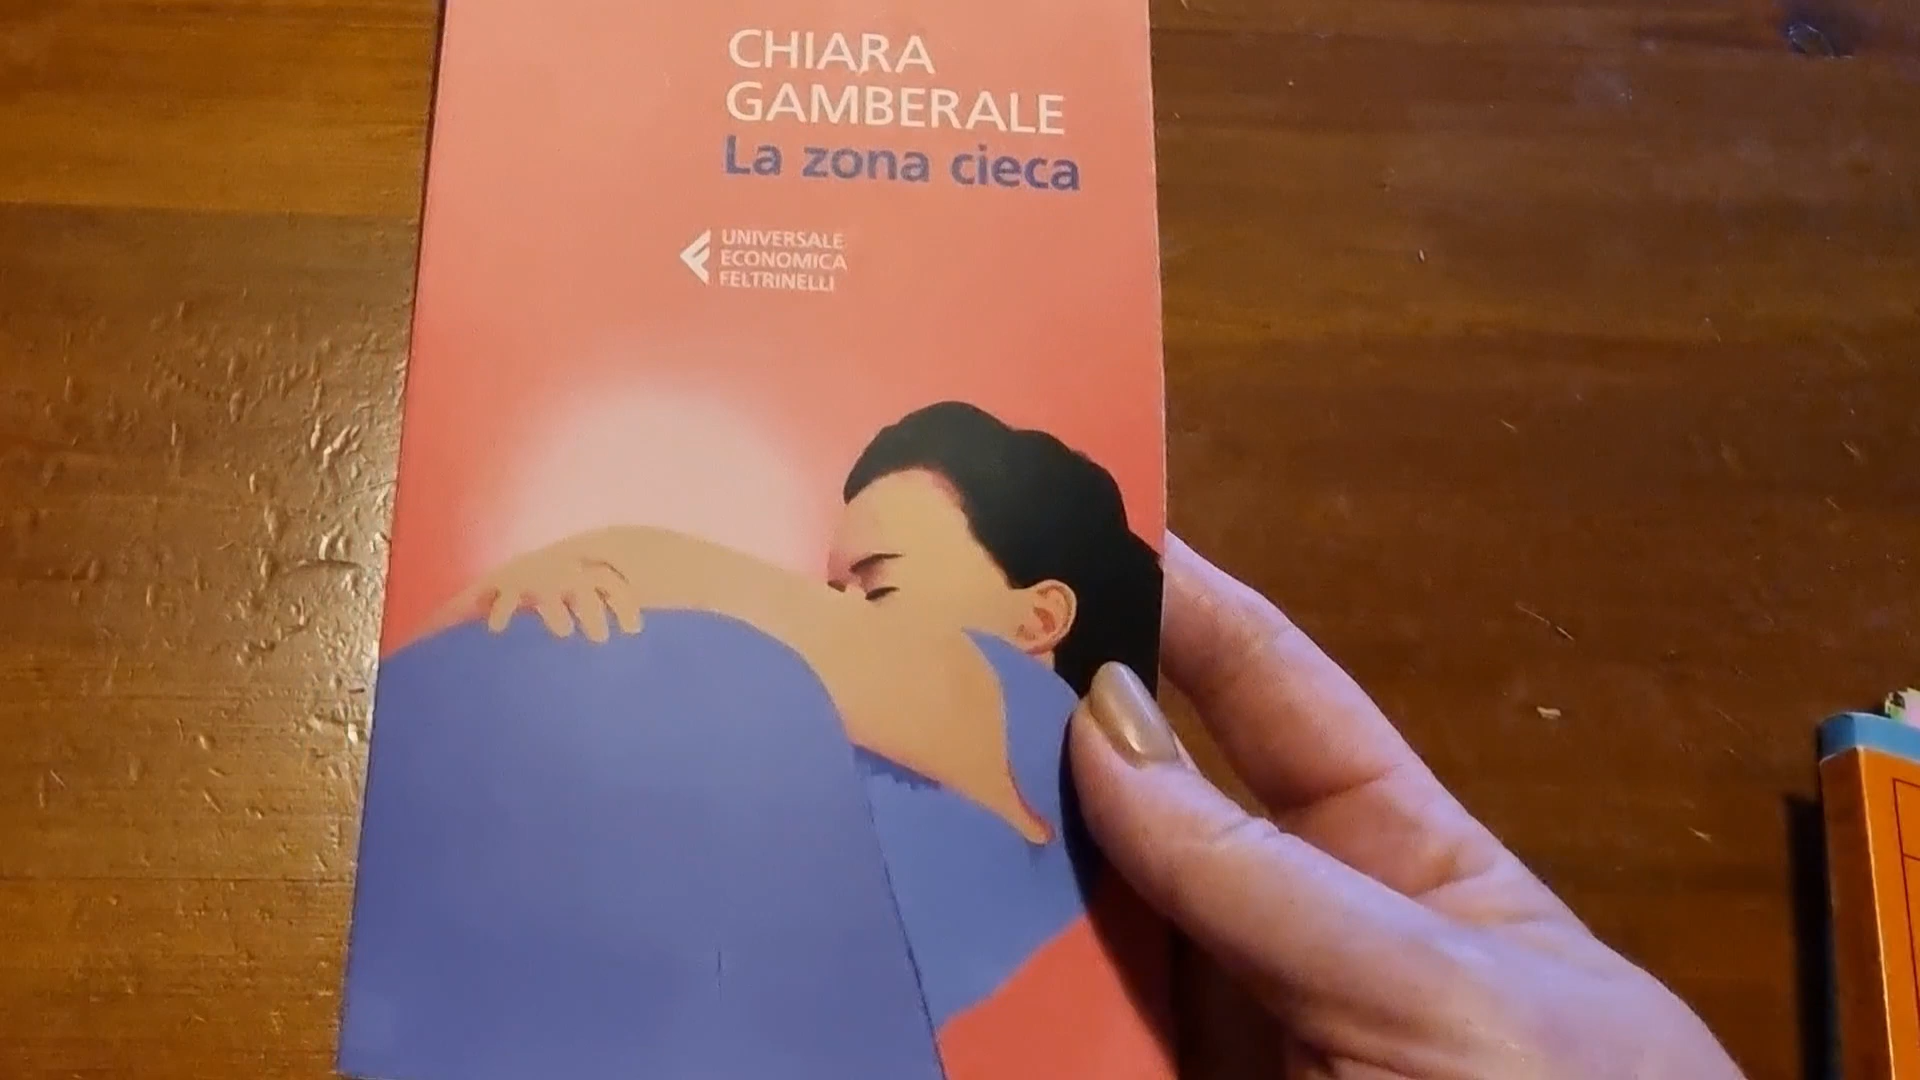 CHIARA
GAMBERALE
La zona cieca
UNIVERSALE
ECONOMICA
FELTRINELLI